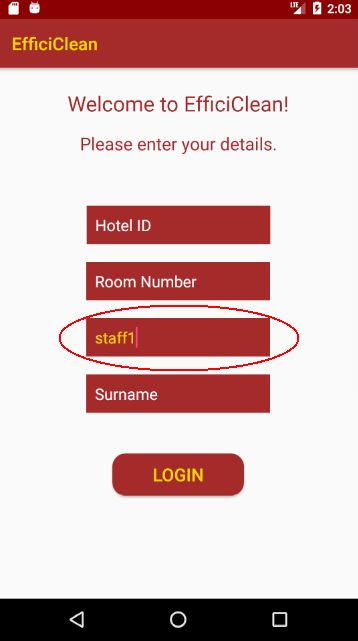 LTE 2:03
EfficiClean
Welcome to EfficiClean!
Please enter your details.
Hotel ID
Room Number
staff1
Surname
LOGIN